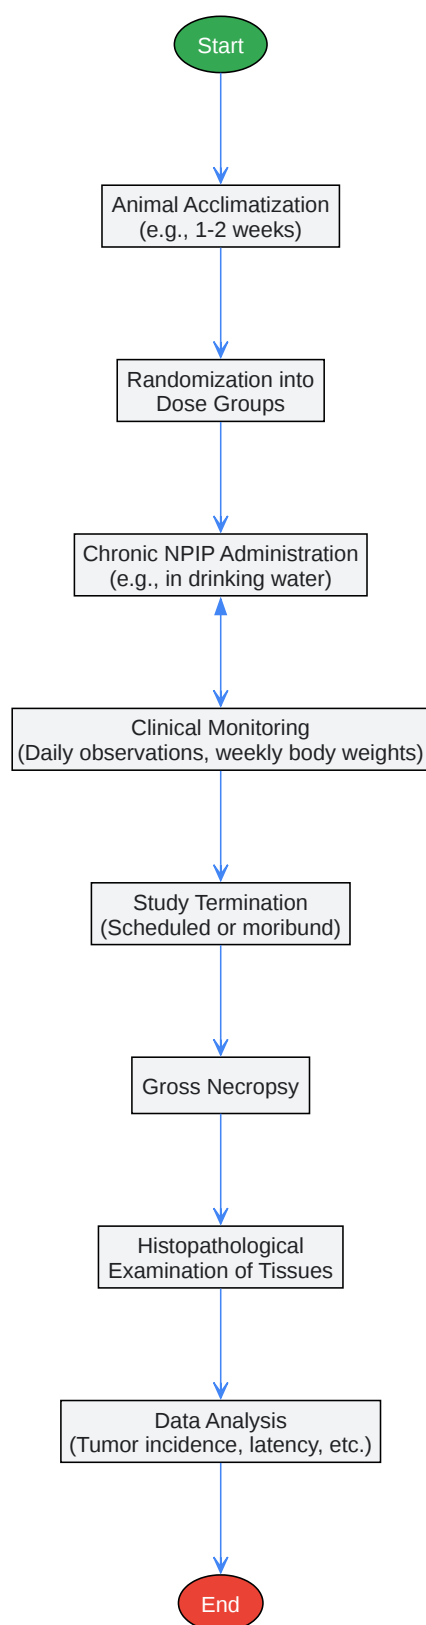 Start
Animal Acclimatization
(e.g., 1-2 weeks)
Randomization into
Dose Groups
Chronic NPIP Administration
(e.g., in drinking water)
Clinical Monitoring
(Daily observations, weekly body weights)
Study Termination
(Scheduled or moribund)
Gross Necropsy
Histopathological
Examination of Tissues
Data Analysis
(Tumor incidence, latency, etc.)
End